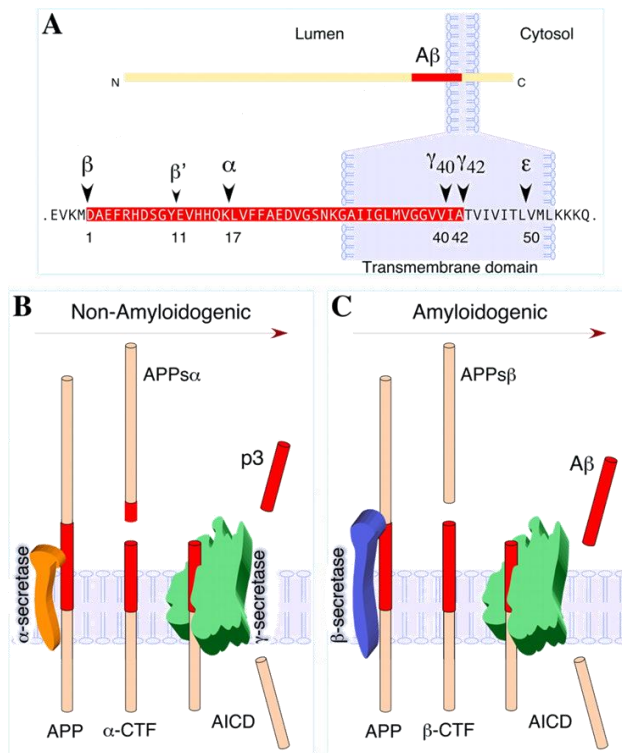 A
Lumen
Cytosol
Aβ
N
C
β β' α γ40 γ42 ε
.EVKMDAEFRHDSGYEVHHQKLVFFAEDVGSNKGAIIGLMVGGVVIATVIVITLVMLKKKQ.
1 11 17 40 42 50
Transmembrane domain
B
Non-Amyloidogenic
APPsα
p3
α-secretase
γ-secretase
APP
α-CTF
AICD
C
Amyloidogenic
APPsβ
Aβ
β-secretase
APP
β-CTF
AICD